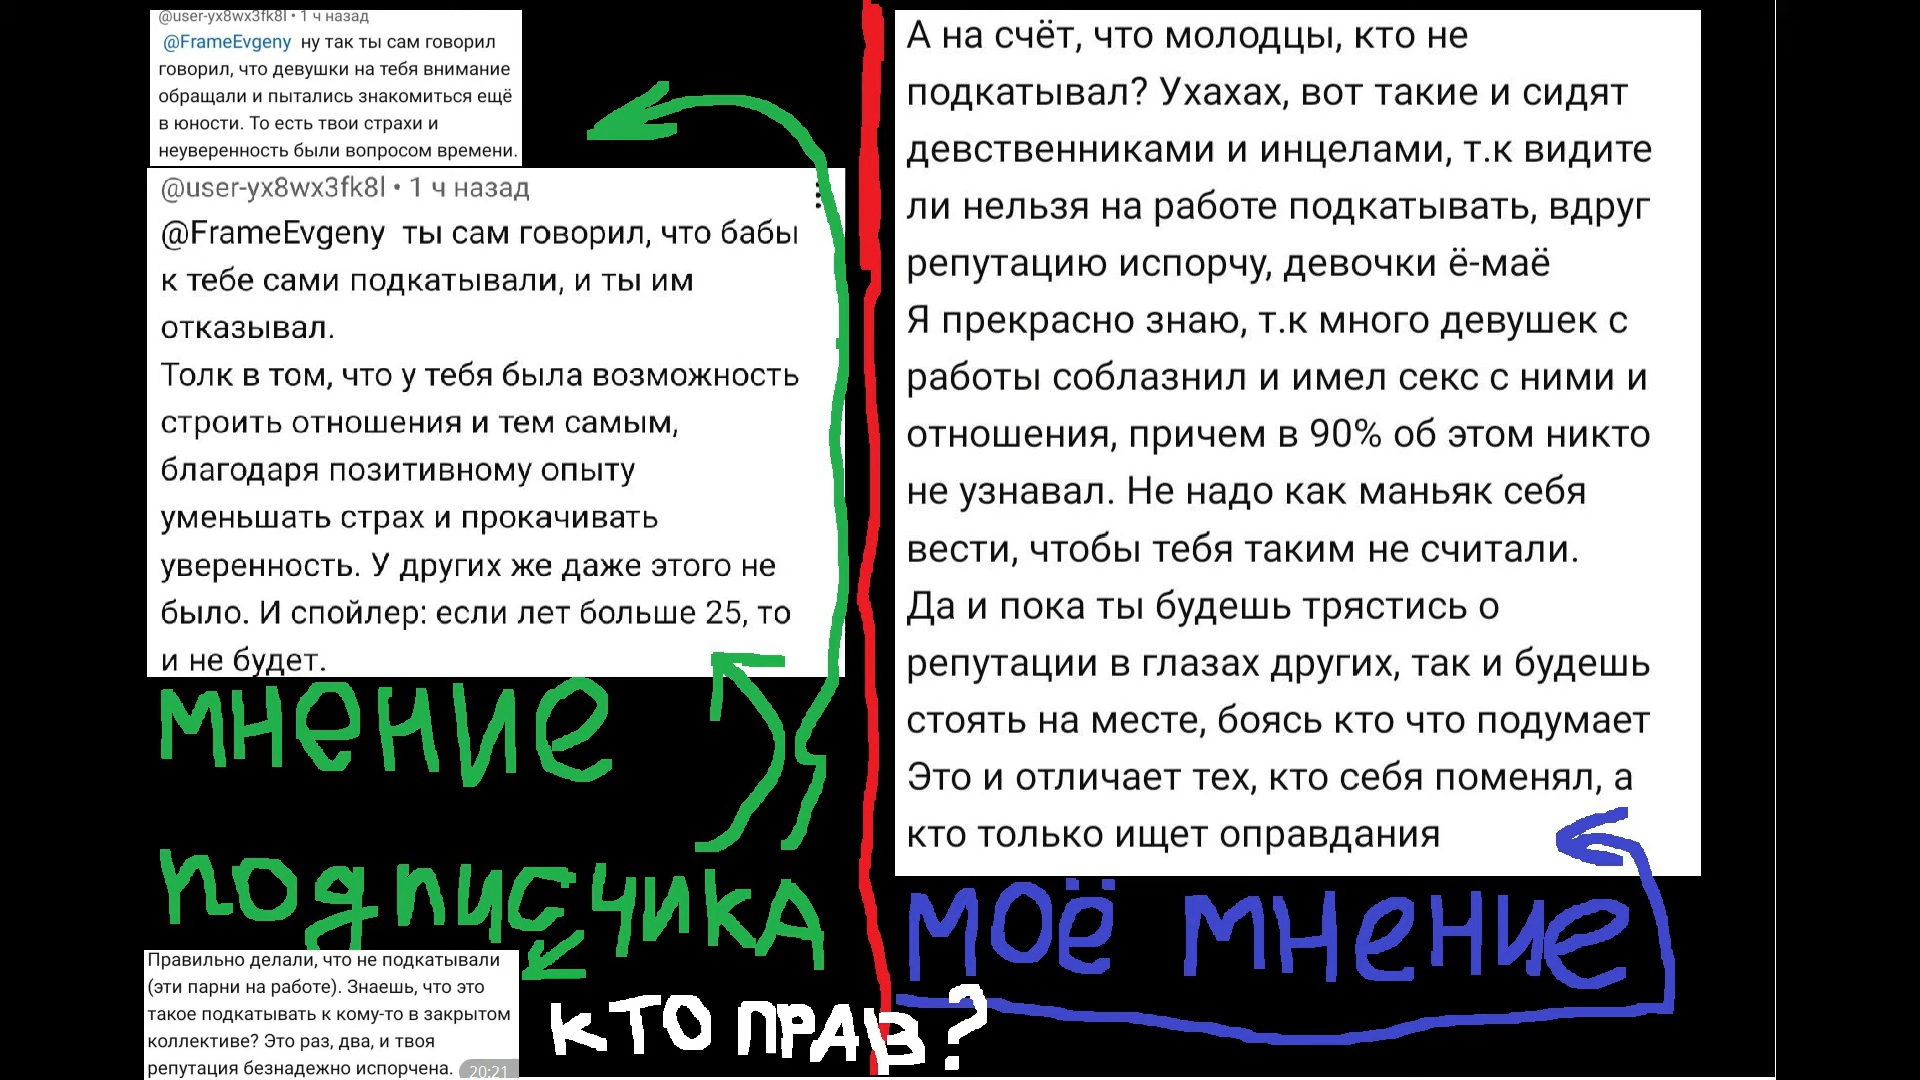 @user-yx8wx3fk8l • 1 ч назад
@FrameEvgeny ну так ты сам говорил
говорил, что девушки на тебя внимание
обращали и пытались знакомиться ещё
в юности. То есть твои страхи и
неуверенность были вопросом времени.
@user-yx8wx3fk8l • 1 ч назад
@FrameEvgeny ты сам говорил, что бабы
к тебе сами подкатывали, и ты им
отказывал.
Толк в том, что у тебя была возможность
строить отношения и тем самым,
благодаря позитивному опыту
уменьшать страх и прокачивать
уверенность. У других же даже этого не
было. И спойлер: если лет больше 25, то
и не будет.
мнение
подписчика
Правильно делали, что не подкатывали
(эти парни на работе). Знаешь, что это
такое подкатывать к кому-то в закрытом
коллективе? Это раз, два, и твоя
репутация безнадежно испорчена.
20:21
А на счёт, что молодцы, кто не
подкатывал? Ухахах, вот такие и сидят
девственниками и инцелами, т.к видите
ли нельзя на работе подкатывать, вдруг
репутацию испорчу, девочки ё-маё
Я прекрасно знаю, т.к много девушек с
работы соблазнил и имел секс с ними и
отношения, причем в 90% об этом никто
не узнавал. Не надо как маньяк себя
вести, чтобы тебя таким не считали.
Да и пока ты будешь трястись о
репутации в глазах других, так и будешь
стоять на месте, боясь кто что подумает
Это и отличает тех, кто себя поменял, а
кто только ищет оправдания
моё мнение
кто прав?